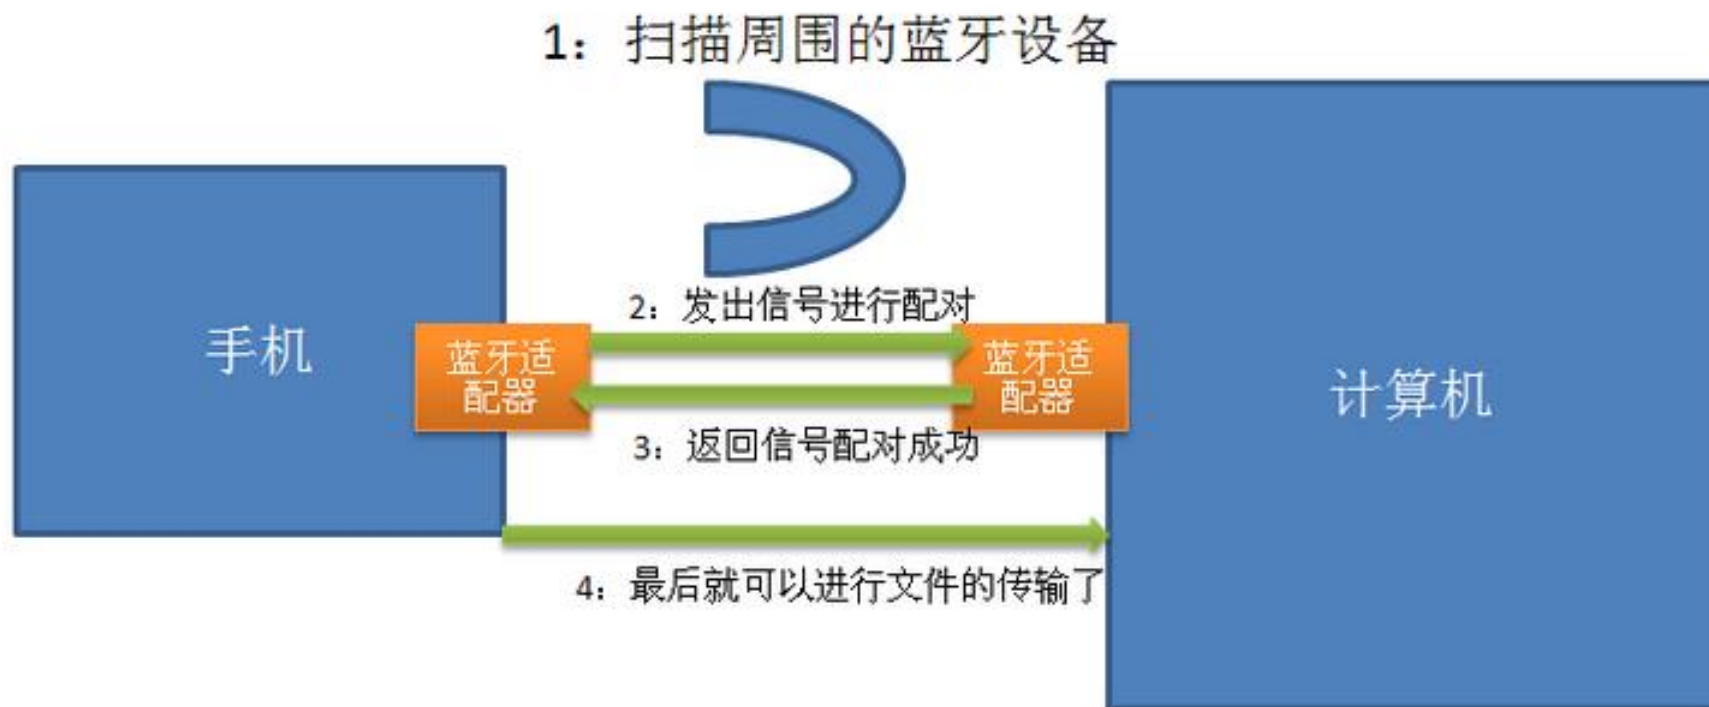 1：扫描周围的蓝牙设备
2：发出信号进行配对
手机
蓝牙适
配器
蓝牙适
配器
计算机
3：返回信号配对成功
4：最后就可以进行文件的传输了